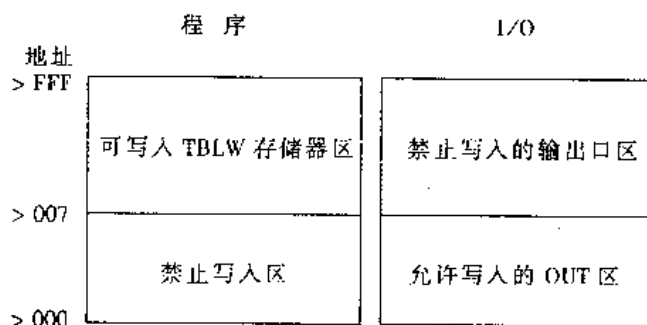 程 序 I/O
地址
> FFF
可写入 TBLW 存储器区 禁止写入的输出口区
> 007
禁止写入区 允许写入的 OUT 区
> 000